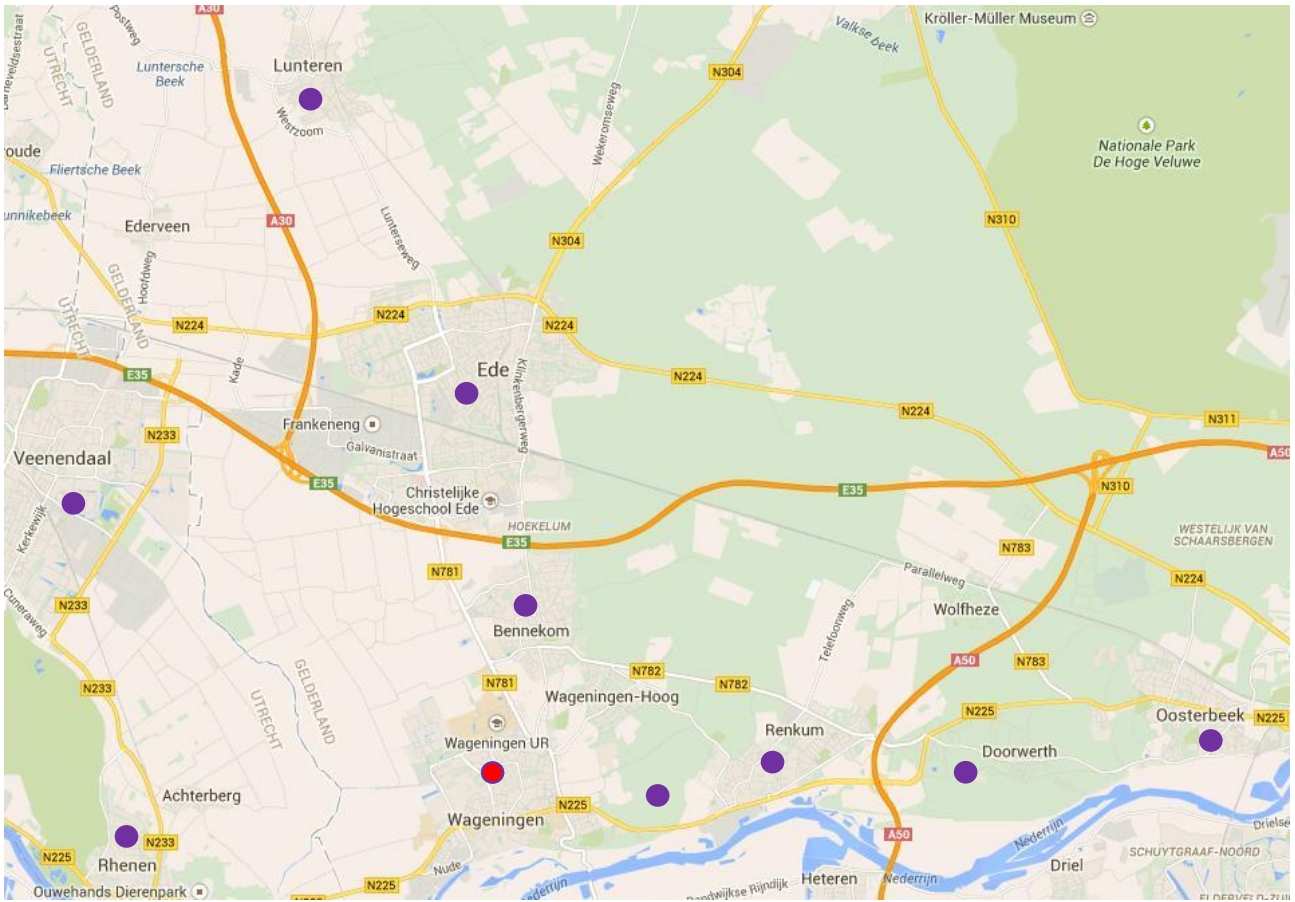 A30
Kröller-Müller Museum
Barneveldsestraat
Postweg
GELDERLAND
UTRECHT
Valkse beek
Luntersche
Beek
Lunteren
N304
Westzoom
Wekeromseweg
Nationale Park
De Hoge Veluwe
oude
Fliertsche Beek
unnikebeek
Ederveen
A30
Lunterseweg
N304
N310
Hoofdweg
GELDERLAND
UTRECHT
N224
N224
N224
Kade
Klinkenbergerweg
E35
Ede
N224
N224
N311
Frankeneng
N233
Galvanistraat
A50
Veenendaal
E35
E35
N310
Christelijke
Hogeschool Ede
Kerkewijk
HOEKELUM
E35
WESTELIJK VAN
SCHAARSBERGEN
N783
N781
Parallelweg
N224
Cuneraweg
N233
Wolfheze
Telefoonweg
Bennekom
A50
N783
GELDERLAND
UTRECHT
N233
N781
N782
N782
Wageningen-Hoog
N225
Oosterbeek
N225
Wageningen UR
Renkum
Doorwerth
Achterberg
N225
Wageningen
A50
Nederrijn
Drielse
N233
N225
Rhenen
Nude
Driel
SCHUYTGRAAF-NOORD
Ouwehands Dierenpark
N225
Nederrijn
Heteren
Nederrijn